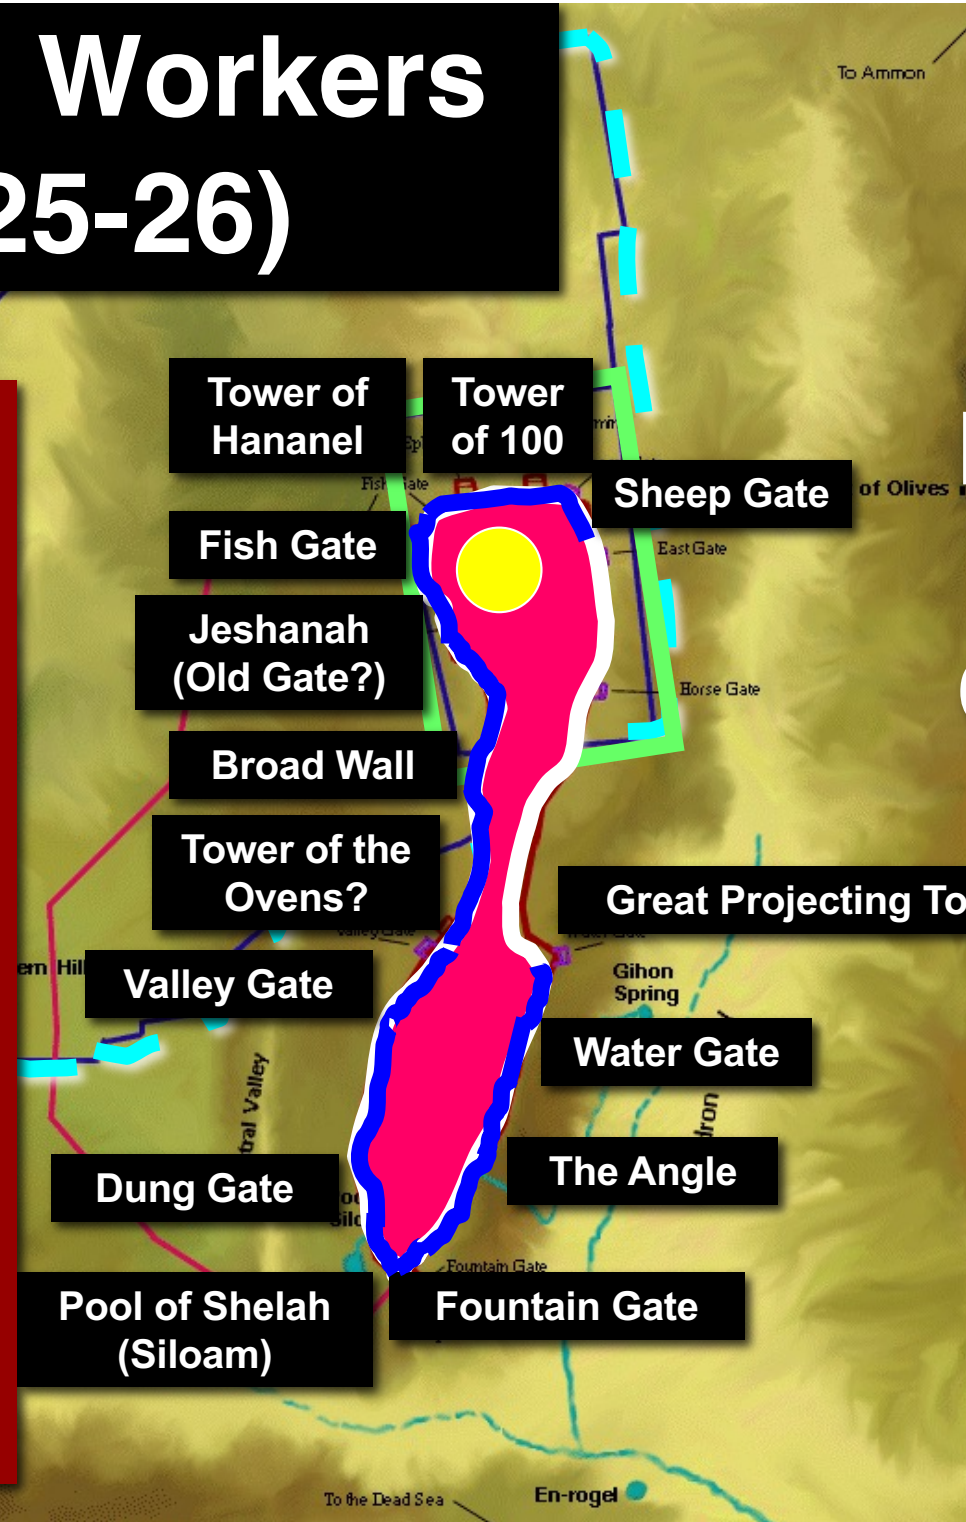 Workers
25-26)
To Ammon
Tower of
Hananel
Tower
of 100
Sheep Gate
of Olives
Fish Gate
Fish Gate
East Gate
Jeshanah
(Old Gate?)
Horse Gate
Broad Wall
Tower of the
Ovens?
Great Projecting To
Valley Gate
Valley Gate
Gihon
Spring
Water Gate
The Angle
Dung Gate
Fountain Gate
Pool of Shelah
(Siloam)
Fountain Gate
To the Dead Sea
En-rogel